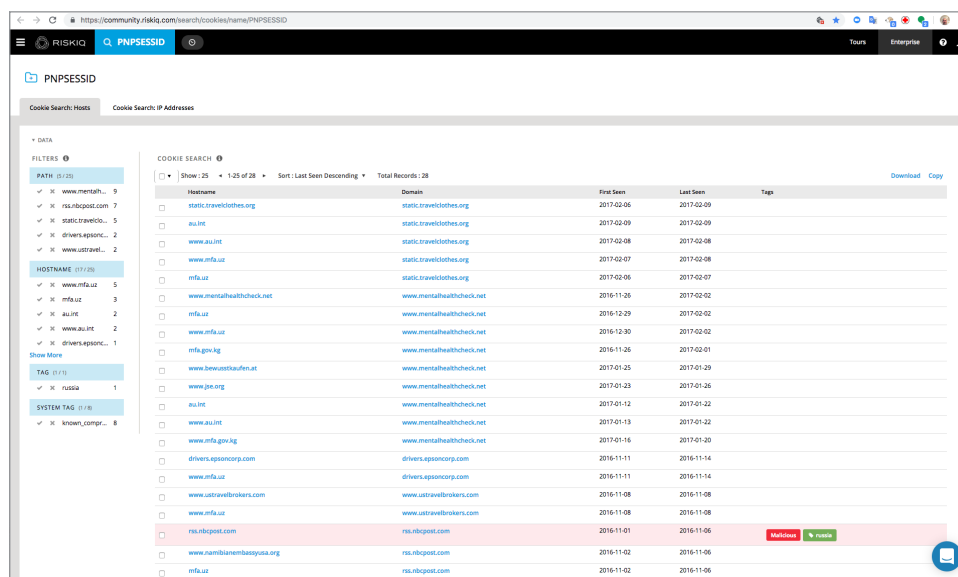 https://community.riskiq.com/search/cookies/name/PNPSESSID
RISKIQ PNPSESSID Tours Enterprise
PNPSESSID
Cookie Search: Hosts Cookie Search: IP Addresses
DATA
FILTERS
PATH (5 / 25)
www.mentalh... 9
rss.nbcpost.com 7
static.travelclo... 5
drivers.epsonc... 2
www.ustravel... 2
HOSTNAME (17 / 25)
www.mfa.uz 5
mfa.uz 3
au.int 2
www.au.int 2
drivers.epsonc... 1
Show More
TAG (1 / 1)
russia 1
SYSTEM TAG (1 / 8)
known_compr... 8
COOKIE SEARCH
Show : 25 1-25 of 28 Sort : Last Seen Descending Total Records : 28 Download Copy
Hostname Domain First Seen Last Seen Tags
static.travelclothes.org static.travelclothes.org 2017-02-06 2017-02-09
au.int static.travelclothes.org 2017-02-09 2017-02-09
www.au.int static.travelclothes.org 2017-02-08 2017-02-08
www.mfa.uz static.travelclothes.org 2017-02-07 2017-02-08
mfa.uz static.travelclothes.org 2017-02-06 2017-02-07
www.mentalhealthcheck.net www.mentalhealthcheck.net 2016-11-26 2017-02-02
mfa.uz www.mentalhealthcheck.net 2016-12-29 2017-02-02
www.mfa.uz www.mentalhealthcheck.net 2016-12-30 2017-02-02
mfa.gov.kg www.mentalhealthcheck.net 2016-11-26 2017-02-01
www.bewusstkaufen.at www.mentalhealthcheck.net 2017-01-25 2017-01-29
www.jse.org www.mentalhealthcheck.net 2017-01-23 2017-01-26
au.int www.mentalhealthcheck.net 2017-01-12 2017-01-22
www.au.int www.mentalhealthcheck.net 2017-01-13 2017-01-22
www.mfa.gov.kg www.mentalhealthcheck.net 2017-01-16 2017-01-20
drivers.epsoncorp.com drivers.epsoncorp.com 2016-11-11 2016-11-14
www.mfa.uz drivers.epsoncorp.com 2016-11-11 2016-11-14
www.ustravelbrokers.com www.ustravelbrokers.com 2016-11-08 2016-11-08
www.mfa.uz www.ustravelbrokers.com 2016-11-08 2016-11-08
rss.nbcpost.com rss.nbcpost.com 2016-11-01 2016-11-06 Malicious russia
www.namibianembassyusa.org rss.nbcpost.com 2016-11-02 2016-11-06
mfa.uz rss.nbcpost.com 2016-11-02 2016-11-06